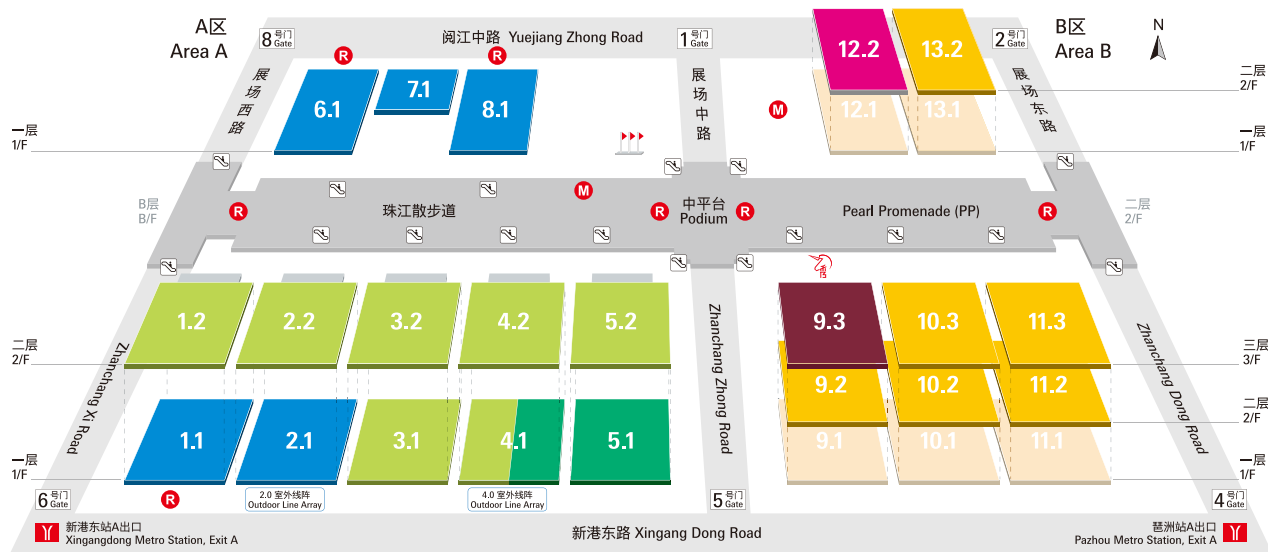 A区
Area A
8号门
Gate
阅江中路 Yuejiang Zhong Road
1号门
Gate
2号门
Gate
B区
Area B
N
展场西路
展场中路
展场东路
R
R
M
6.1
7.1
8.1
12.2
13.2
12.1
13.1
一层
1/F
二层
2/F
一层
1/F
B层
B/F
R
珠江散步道
M
R
中平台
Podium
R
Pearl Promenade (PP)
R
二层
2/F
1.2
2.2
3.2
4.2
5.2
9.3
10.3
11.3
二层
2/F
三层
3/F
9.2
10.2
11.2
二层
2/F
1.1
2.1
3.1
4.1
5.1
9.1
10.1
11.1
一层
1/F
一层
1/F
Zhanchang Xi Road
Zhanchang Zhong Road
Zhanchang Dong Road
6号门
Gate
R
2.0 室外线阵
Outdoor Line Array
4.0 室外线阵
Outdoor Line Array
5号门
Gate
4号门
Gate
新港东站A出口
Xingangdong Metro Station, Exit A
新港东路 Xingang Dong Road
琶洲站A出口
Pazhou Metro Station, Exit A